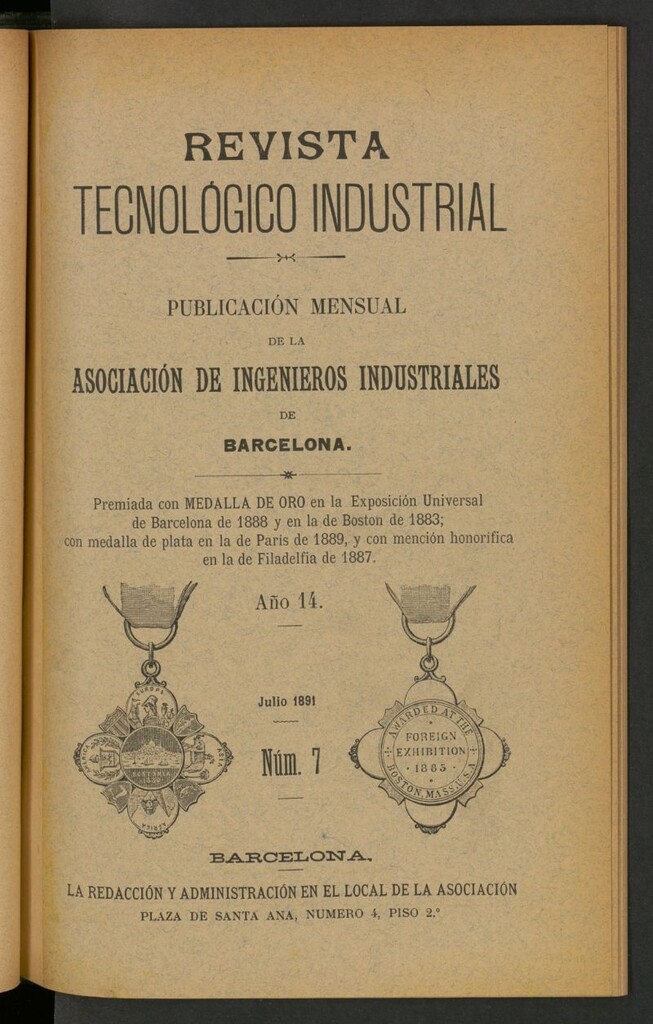 REVISTA
TECNOLÓGICO INDUSTRIAL
PUBLICACIÓN MENSUAL
DE LA
ASOCIACIÓN DE INGENIEROS INDUSTRIALES
DE
BARCELONA.
Premiada con MEDALLA DE ORO en la Exposición Universal
de Barcelona de 1888 y en la de Boston de 1883;
con medalla de plata en la de Paris de 1889, y con mención honorífica
en la de Filadelfia de 1887.
Año 14.
EUROPA
ASIA
AFRICA
BOSTONIA
AWARDED AT THE
FOREIGN
EXHIBITION
1883
BOSTON, MASS. U.S.A
Julio 1891
Núm. 7
BARCELONA.
LA REDACCIÓN Y ADMINISTRACIÓN EN EL LOCAL DE LA ASOCIACIÓN
PLAZA DE SANTA ANA, NUMERO 4, PISO 2.º